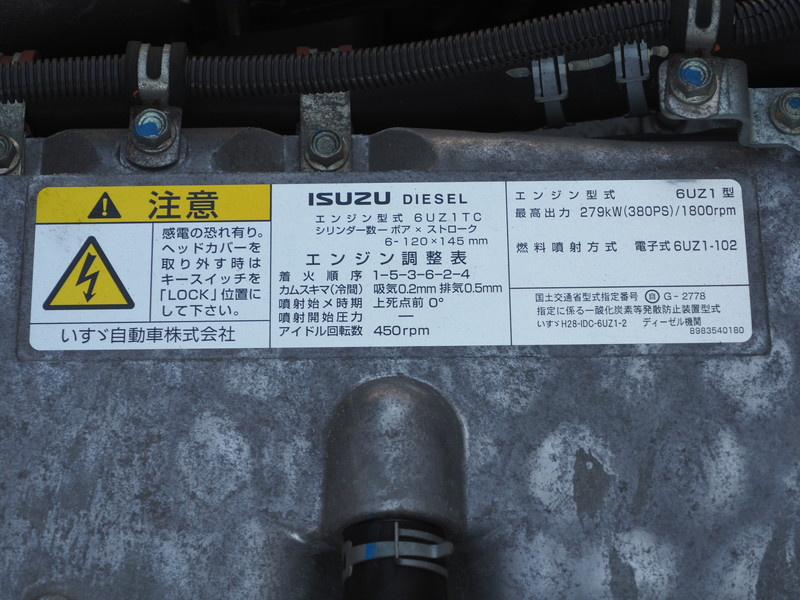 注意
感電の恐れ有り。
ヘッドカバーを
取り外す時は
キースイッチを
「LOCK」位置に
して下さい。
いすゞ自動車株式会社
ISUZU DIESEL
エンジン型式 6UZ1TC
シリンダー数ーボア×ストローク
6-120×145mm
エンジン調整表
着火順序 1-5-3-6-2-4
カムスキマ(冷間) 吸気0.2mm 排気0.5mm
噴射始メ時期 上死点前 0°
噴射開始圧力 —
アイドル回転数 450rpm
エンジン型式 6UZ1型
最高出力 279kW(380PS)/1800rpm
燃料噴射方式 電子式6UZ1-102
国土交通省型式指定番号 自 G-2778
指定に係る一酸化炭素等発散防止装置型式
いすゞH28-IDC-6UZ1-2 ディーゼル機関
8983540180